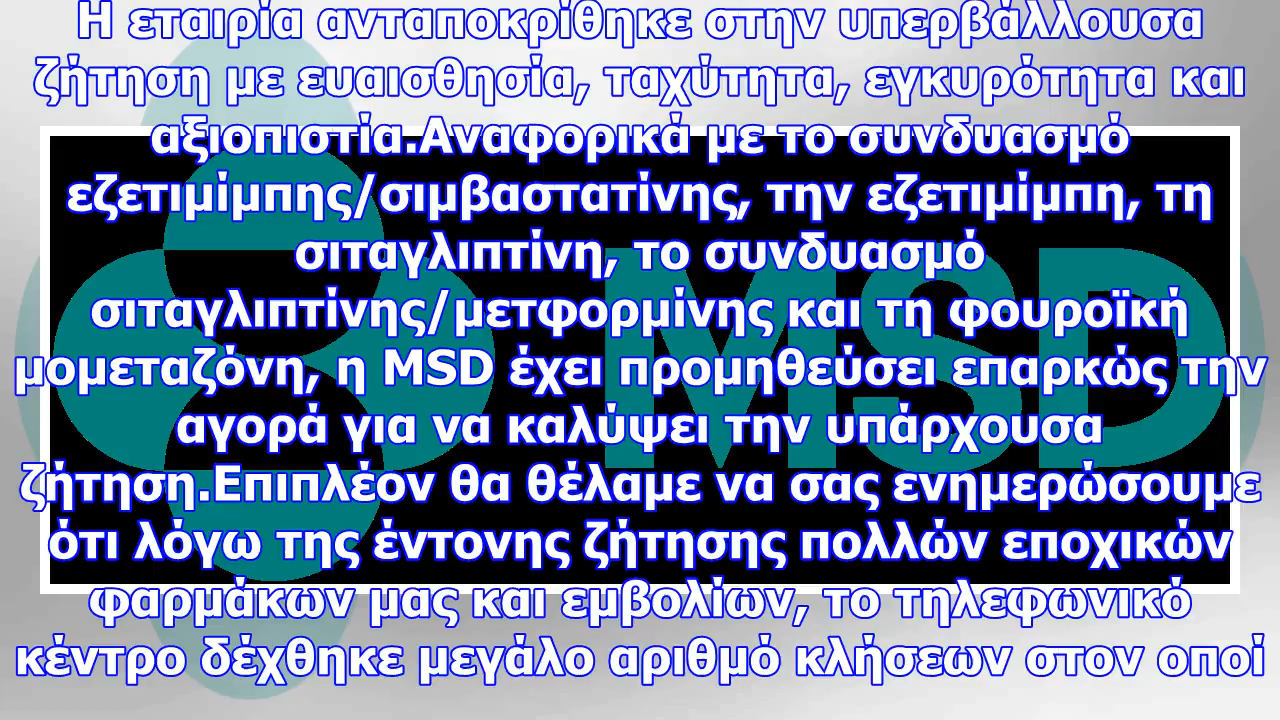 Η εταιρία ανταποκρίθηκε στην υπερβάλλουσα
ζήτηση με ευαισθησία, ταχύτητα, εγκυρότητα και
αξιοπιστία.Αναφορικά με το συνδυασμό
εζετιμίμπης/σιμβαστατίνης, την εζετιμίμπη, τη
σιταγλιπτίνη, το συνδυασμό
σιταγλιπτίνης/μετφορμίνης και τη φουροϊκή
μομεταζόνη, η MSD έχει προμηθεύσει επαρκώς την
αγορά για να καλύψει την υπάρχουσα
ζήτηση.Επιπλέον θα θέλαμε να σας ενημερώσουμε
ότι λόγω της έντονης ζήτησης πολλών εποχικών
φαρμάκων μας και εμβολίων, το τηλεφωνικό
κέντρο δέχθηκε μεγάλο αριθμό κλήσεων στον οποί
MSD